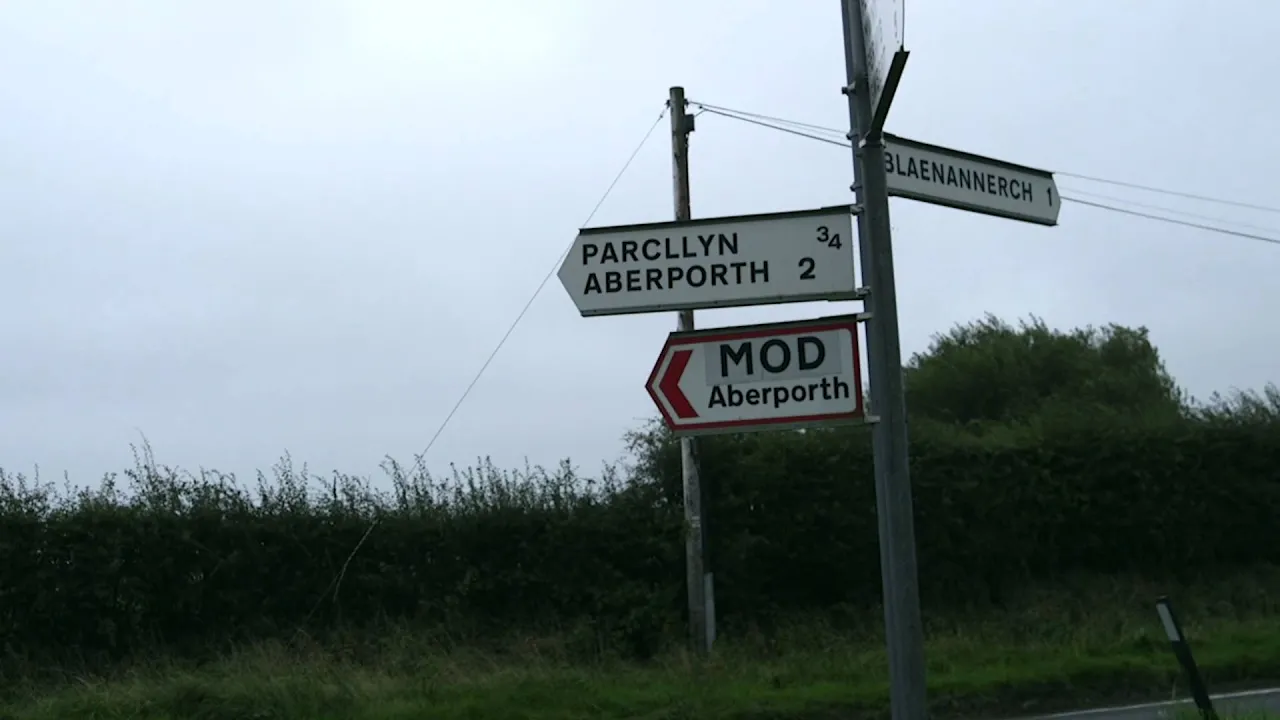 BLAENANNERCH 1
PARCLLYN 3/4
ABERPORTH 2
MOD
Aberporth